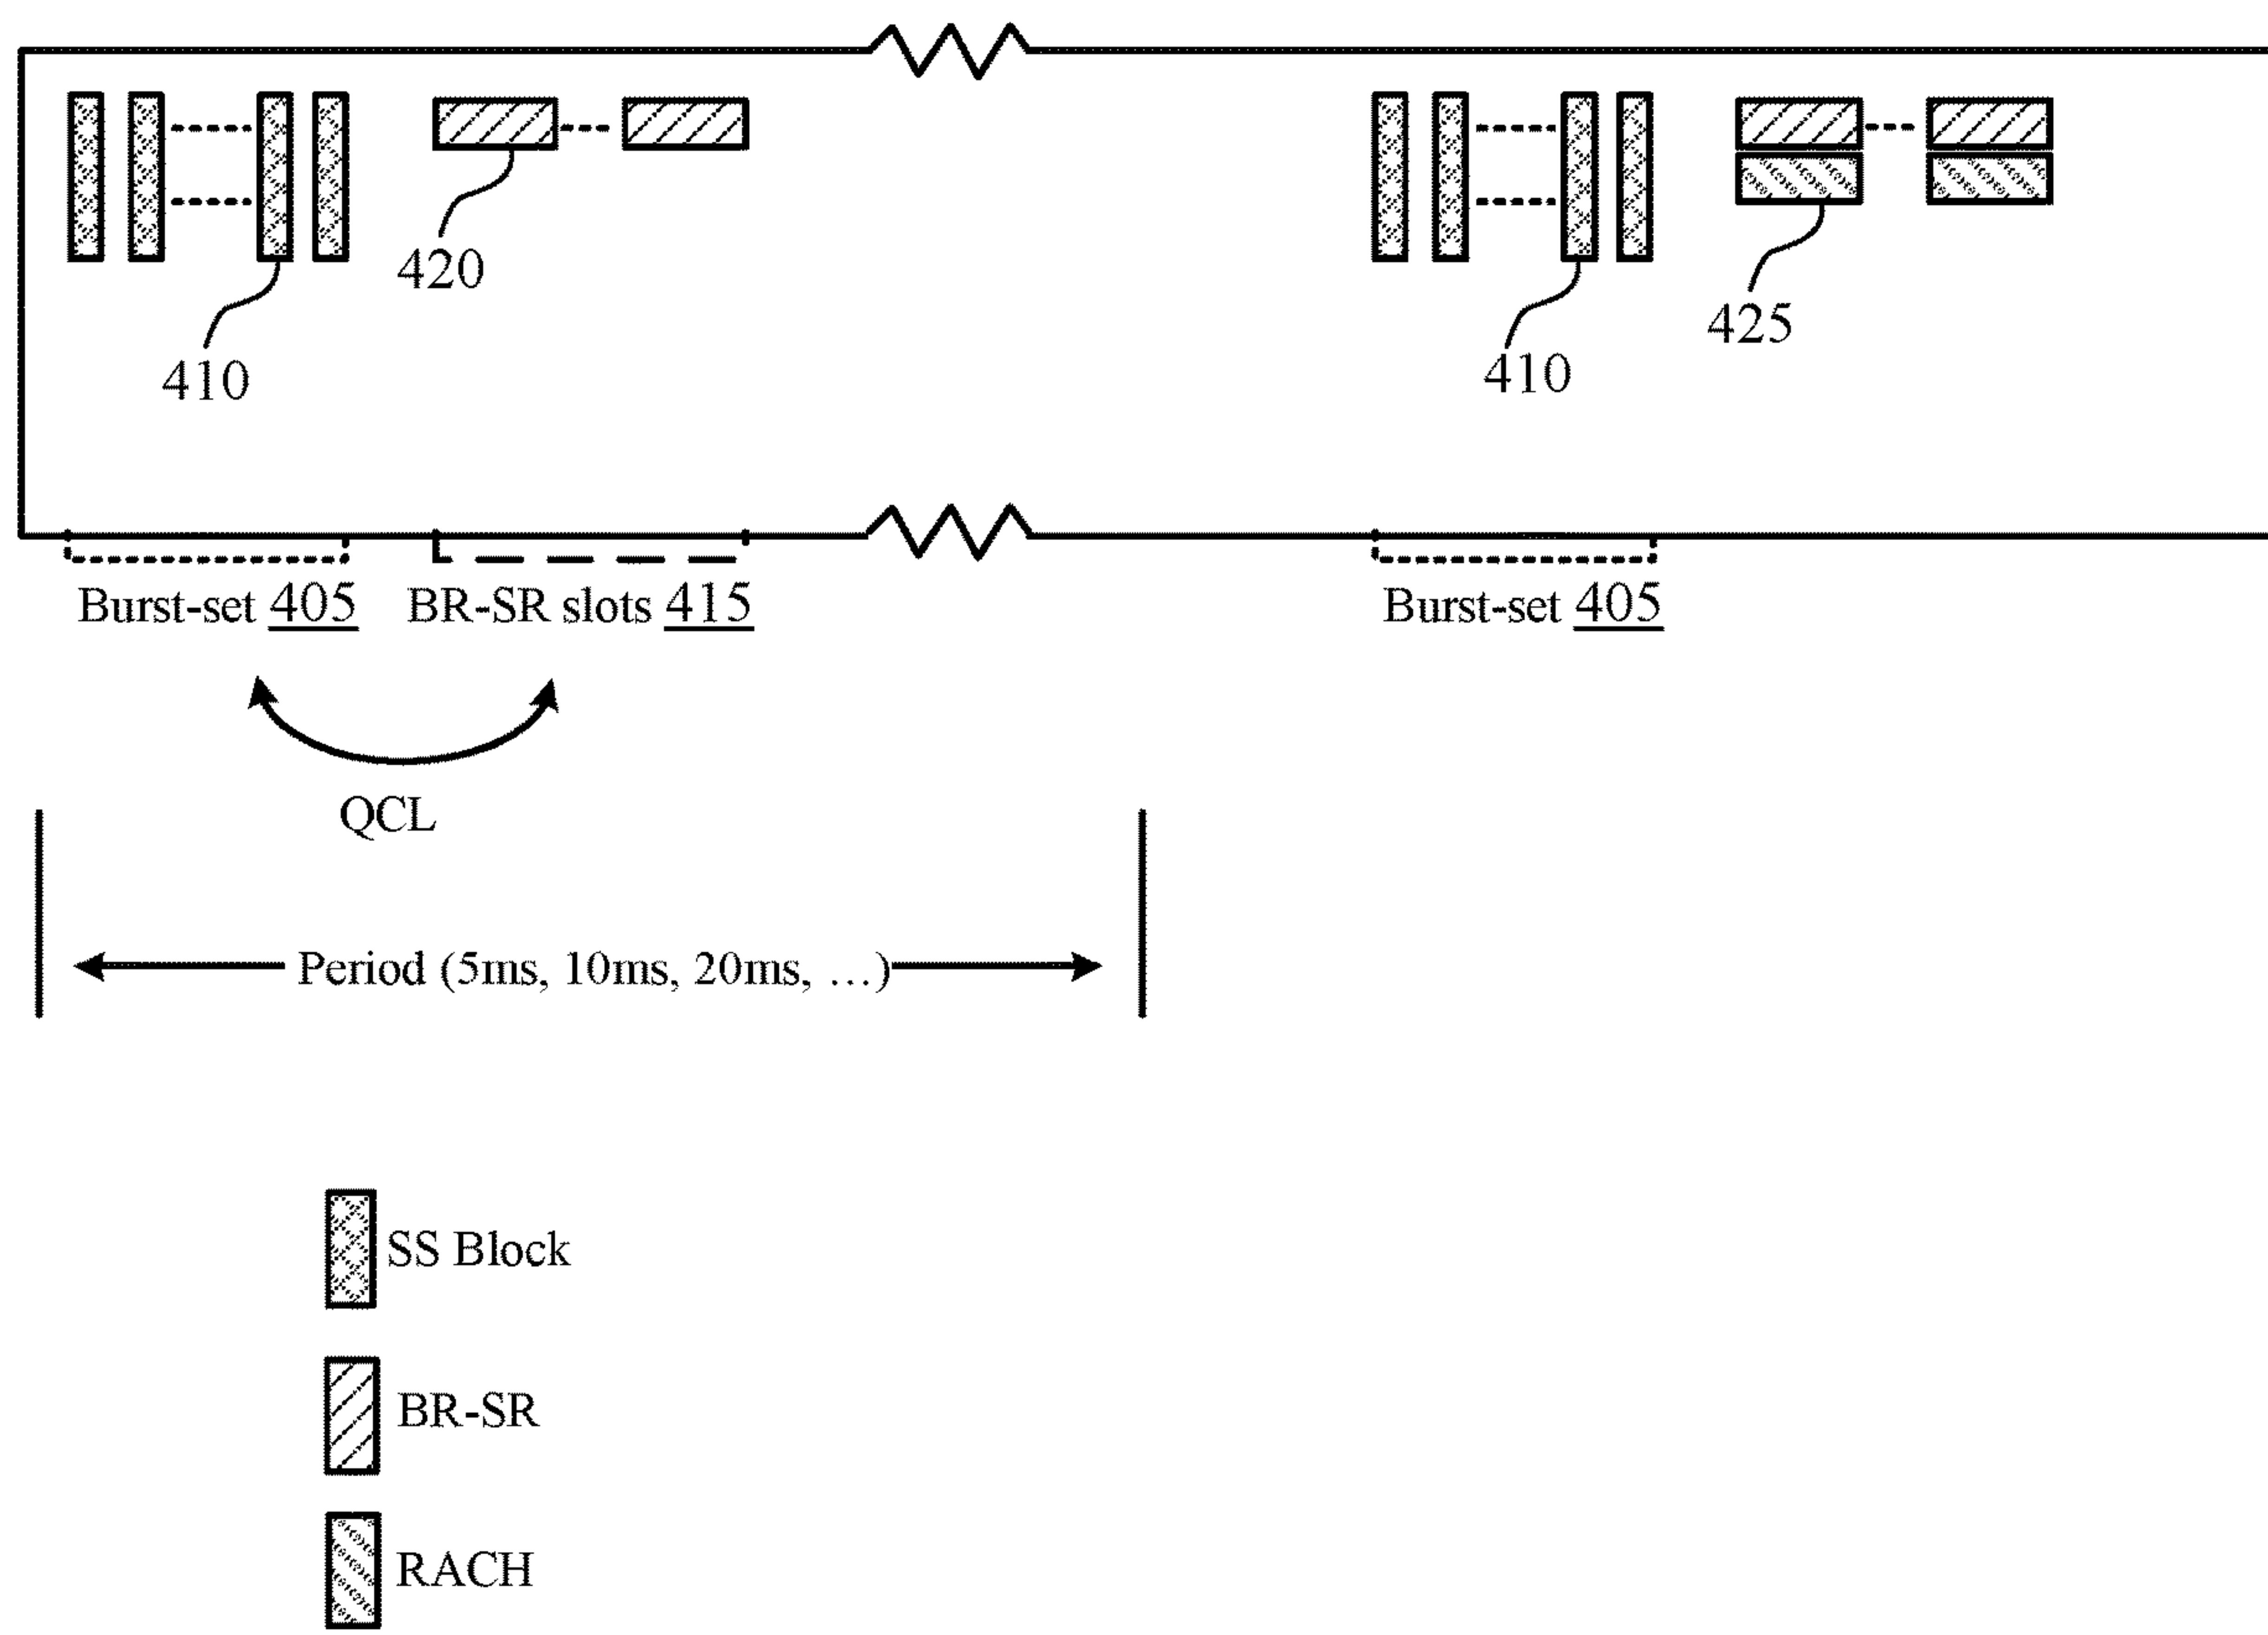 420
410
425
410
Burst-set 405
BR-SR slots 415
Burst-set 405
QCL
Period (5ms, 10ms, 20ms, …)
SS Block
BR-SR
RACH